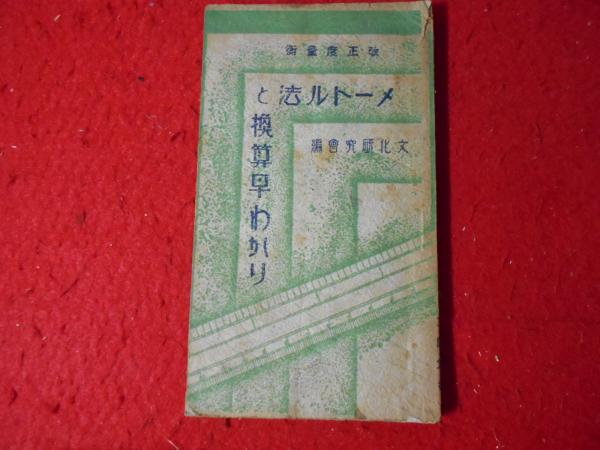 改正度量衡
メートル法と
換算早わかり
文化研究會編